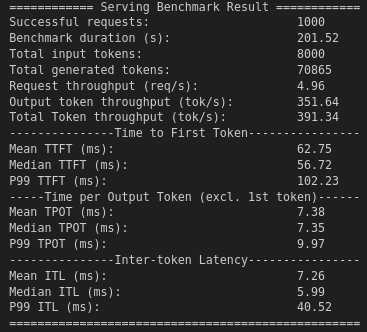 ============ Serving Benchmark Result ============
Successful requests:                     1000
Benchmark duration (s):                  201.52
Total input tokens:                      8000
Total generated tokens:                  70865
Request throughput (req/s):              4.96
Output token throughput (tok/s):         351.64
Total Token throughput (tok/s):          391.34
---------------Time to First Token----------------
Mean TTFT (ms):                          62.75
Median TTFT (ms):                        56.72
P99 TTFT (ms):                           102.23
-----Time per Output Token (excl. 1st token)------
Mean TPOT (ms):                          7.38
Median TPOT (ms):                        7.35
P99 TPOT (ms):                           9.97
---------------Inter-token Latency----------------
Mean ITL (ms):                           7.26
Median ITL (ms):                         5.99
P99 ITL (ms):                            40.52
==================================================